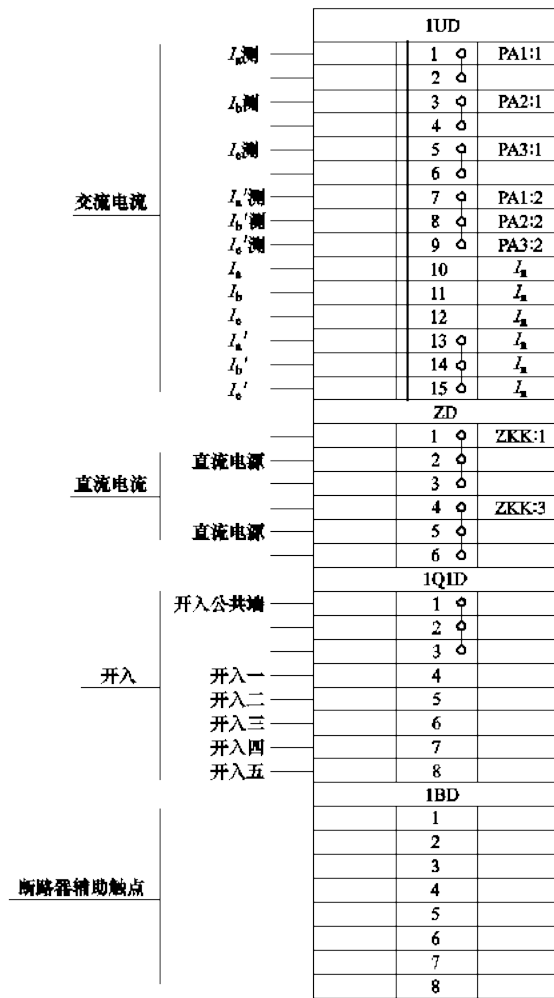 1UD
Ia测 1 PA1:1
2
Ib测 3 PA2:1
4
Ic测 5 PA3:1
6
交流电流 Ia'测 7 PA1:2
Ib'测 8 PA2:2
Ic'测 9 PA3:2
Ia 10 In
Ib 11 In
Ic 12 In
Ia' 13 In
Ib' 14 In
Ic' 15 In
ZD
1 ZKK:1
直流电源 2
直流电流 3
4 ZKK:3
直流电源 5
6
1Q1D
开入公共端 1
2
3
开入 开入一 4
开入二 5
开入三 6
开入四 7
开入五 8
1BD
1
2
3
断路器辅助触点 4
5
6
7
8